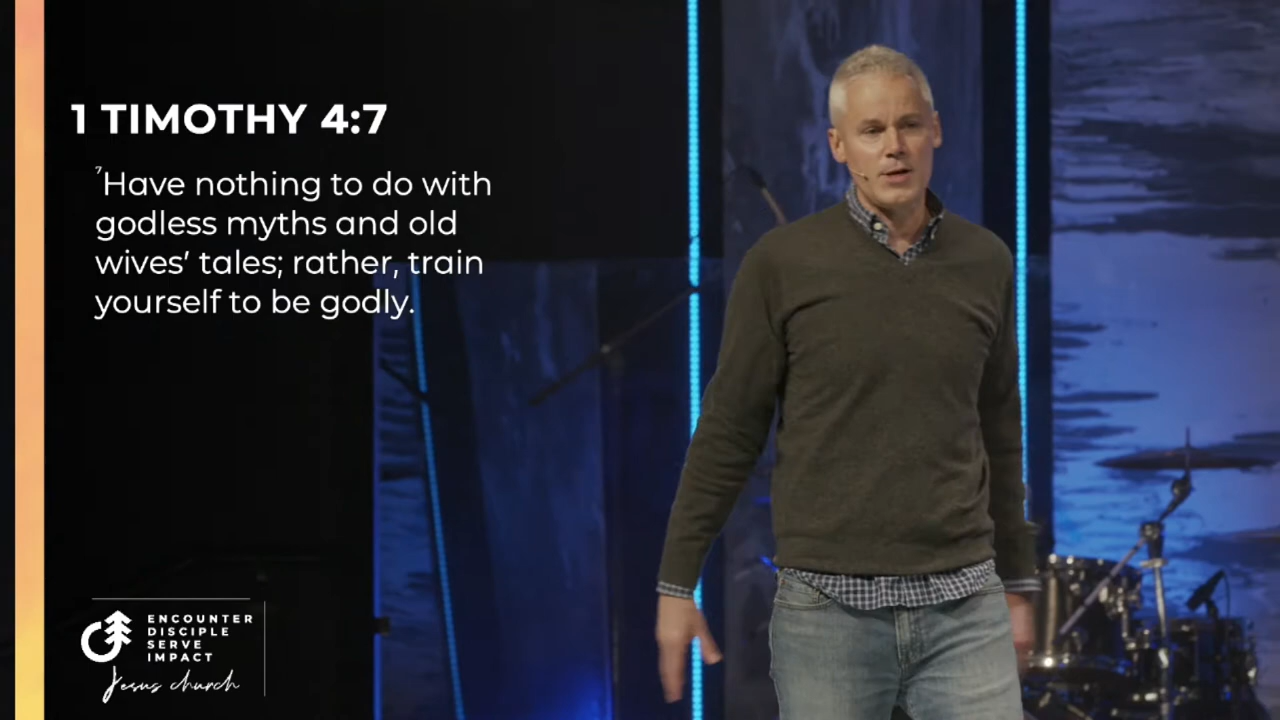 1 TIMOTHY 4:7
⁷Have nothing to do with
godless myths and old
wives’ tales; rather, train
yourself to be godly.
ENCOUNTER
DISCIPLE
SERVE
IMPACT
Jesus church